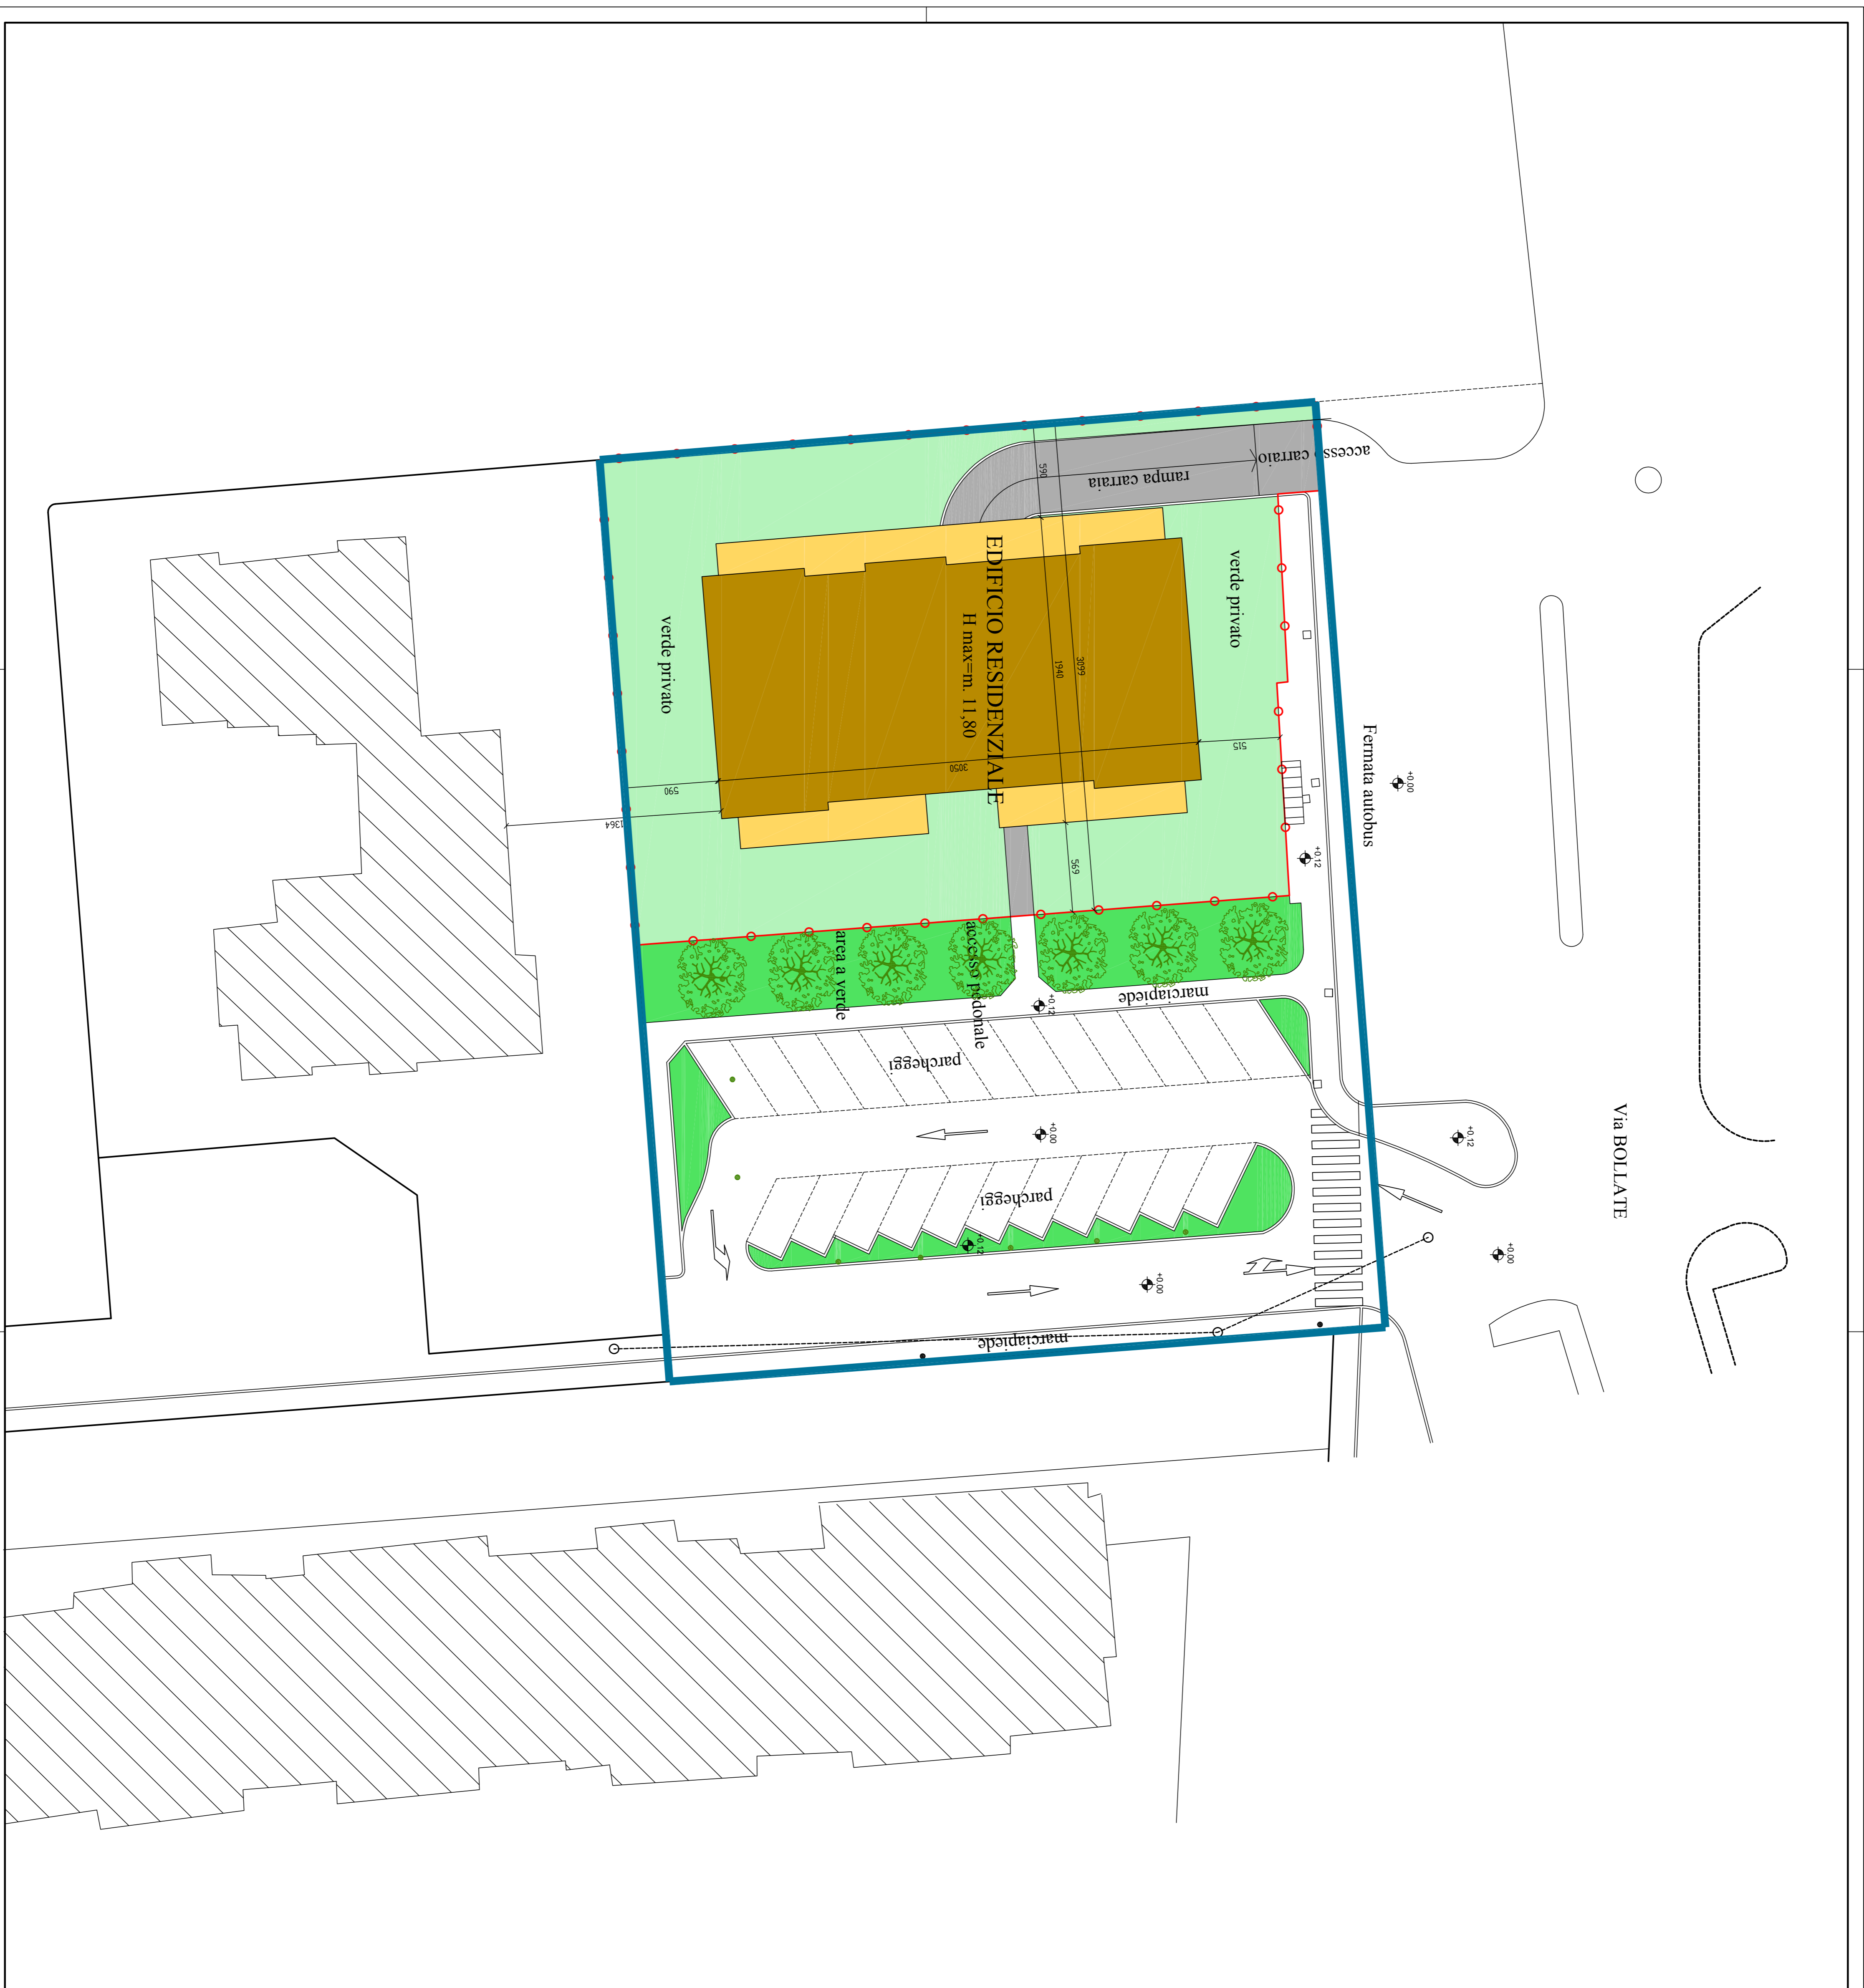 accesso carraio
rampa carraia
590
EDIFICIO RESIDENZIALE
H max=m. 11,80
verde privato
verde privato
1940
3099
515
3050
590
1364
569
Fermata autobus
+0.00
+0.12
area a verde
accesso pedonale
+0.12
marciapiede
parcheggi
+0.00
+0.12
parcheggi
+0.12
+0.00
+0.00
Via BOLLATE
marciapiede